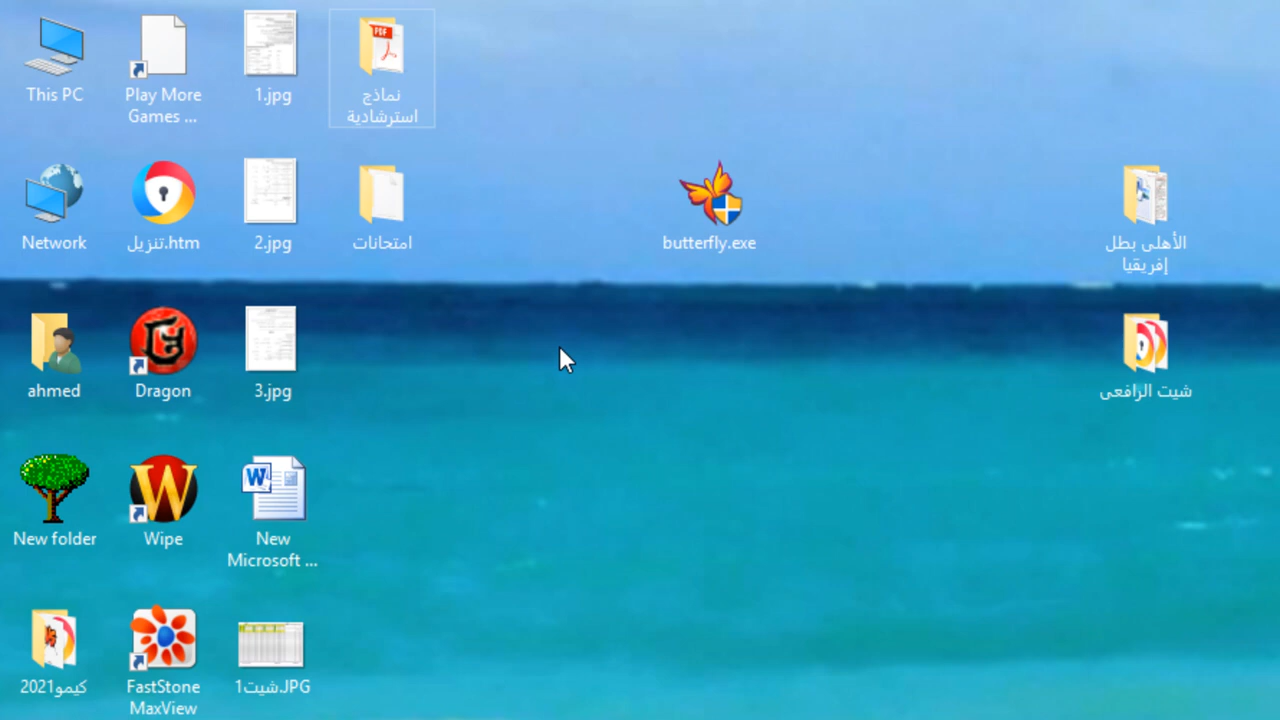 This PC
Play More
Games ...
1.jpg
نماذج
استرشادية
Network
تنزيل.htm
2.jpg
امتحانات
butterfly.exe
الأهلى بطل
إفريقيا
ahmed
Dragon
3.jpg
شيت الرافعى
New folder
Wipe
New
Microsoft ...
كيمو2021
FastStone
MaxView
شيت1.JPG